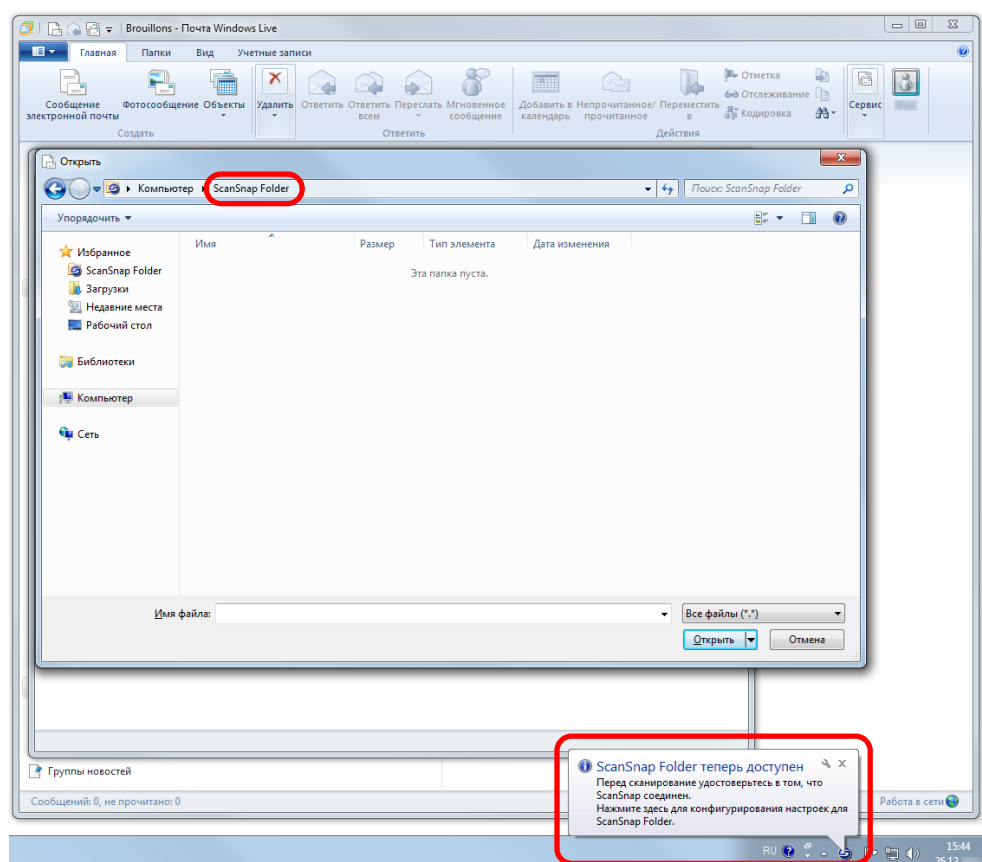 Brouillons - Почта Windows Live
Главная Папки Вид Учетные записи
Сообщение электронной почты
Фотосообщение
Объекты
Удалить
Ответить
Ответить всем
Переслать
Мгновенное сообщение
Добавить в календарь
Непрочитанное/прочитанное
Переместить в
Отметка
Отслеживание
Кодировка
Сервис
Создать
Ответить
Действия
Открыть
Компьютер ScanSnap Folder
Поиск: ScanSnap Folder
Упорядочить
Имя Размер Тип элемента Дата изменения
Эта папка пуста.
Избранное
ScanSnap Folder
Загрузки
Недавние места
Рабочий стол
Библиотеки
Компьютер
Сеть
Имя файла:
Все файлы (*.*)
Открыть Отмена
Группы новостей
Сообщений: 0, не прочитано: 0
Работа в сети
ScanSnap Folder теперь доступен
Перед сканирование удостоверьтесь в том, что
ScanSnap соединен.
Нажмите здесь для конфигурирования настроек для
ScanSnap Folder.
RU
15:44
26.12